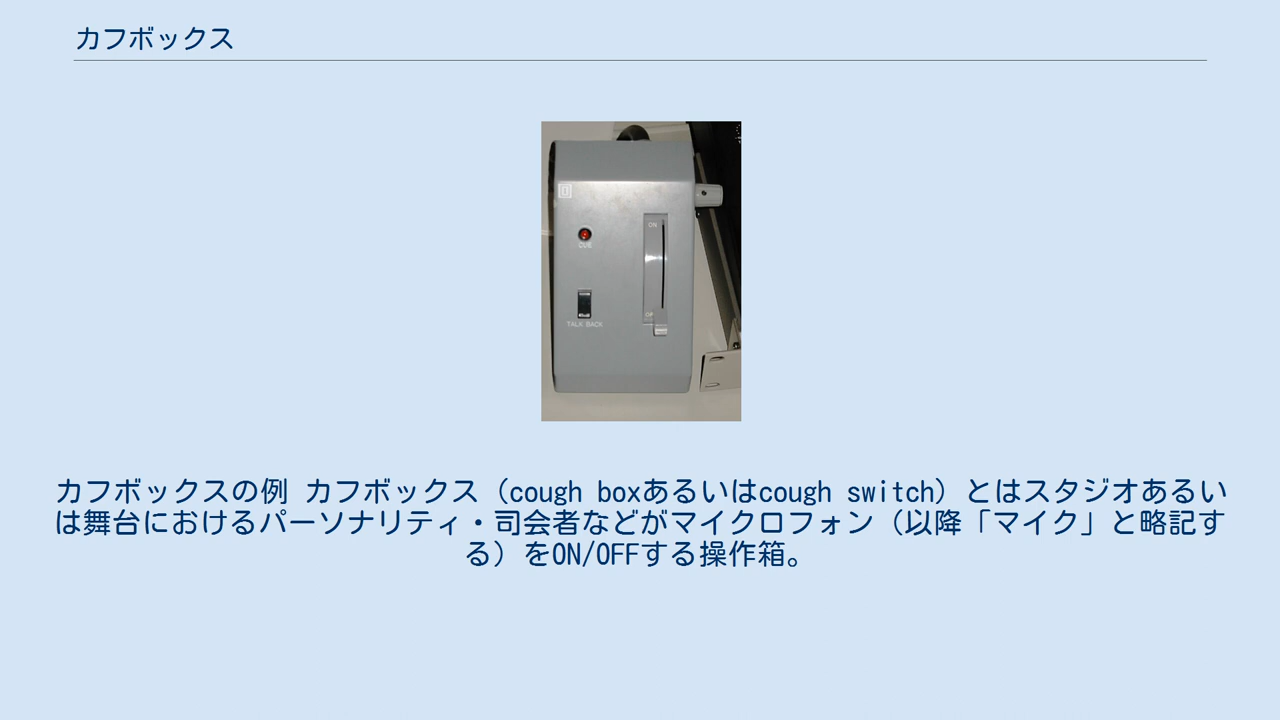 カフボックス
CUE
ON
TALK BACK
カフボックスの例 カフボックス（cough boxあるいはcough switch）とはスタジオあるい
は舞台におけるパーソナリティ・司会者などがマイクロフォン（以降「マイク」と略記す
る）をON/OFFする操作箱。